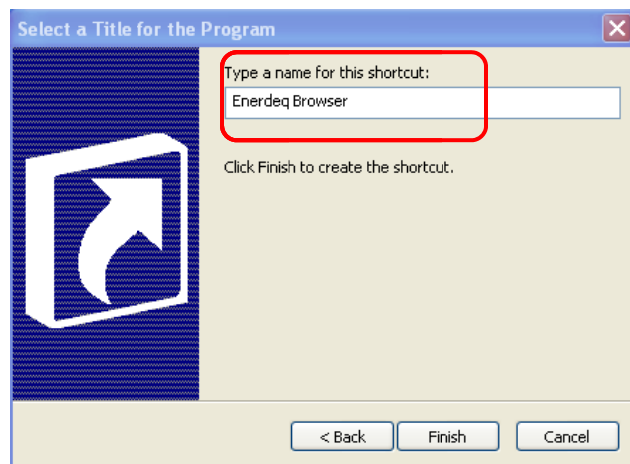 Select a Title for the Program
Type a name for this shortcut:
Enerdeq Browser
Click Finish to create the shortcut.
< Back
Finish
Cancel